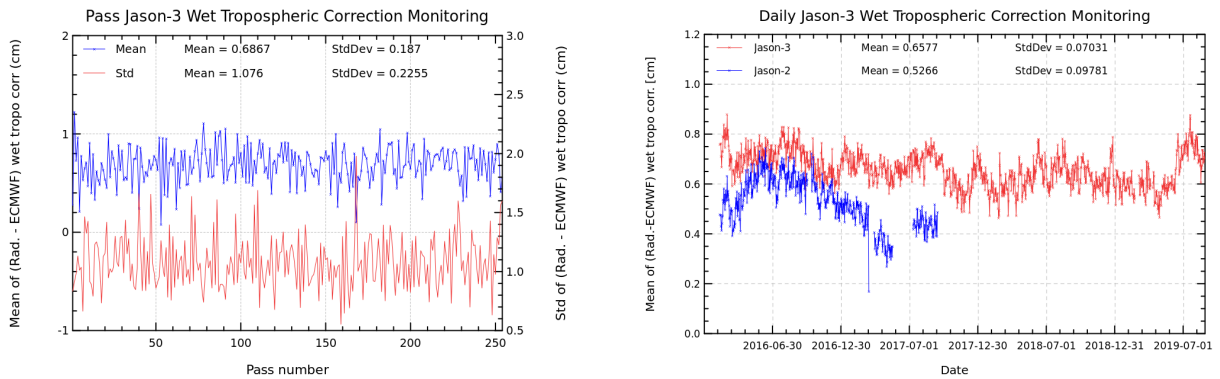 Pass Jason-3 Wet Tropospheric Correction Monitoring
Mean of (Rad. - ECMWF) wet tropo corr (cm)
2
1
0
-1
Mean Mean = 0.6867 StdDev = 0.187
Std Mean = 1.076 StdDev = 0.2255
3.0
2.5
2.0
1.5
1.0
0.5
Std of (Rad. - ECMWF) wet tropo corr (cm)
50 100 150 200 250
Pass number
Daily Jason-3 Wet Tropospheric Correction Monitoring
Mean of (Rad.-ECMWF) wet tropo corr. [cm]
1.2
1.0
0.8
0.6
0.4
0.2
0.0
Jason-3 Mean = 0.6577 StdDev = 0.07031
Jason-2 Mean = 0.5266 StdDev = 0.09781
2016-06-30 2016-12-30 2017-07-01 2017-12-30 2018-07-01 2018-12-31 2019-07-01
Date